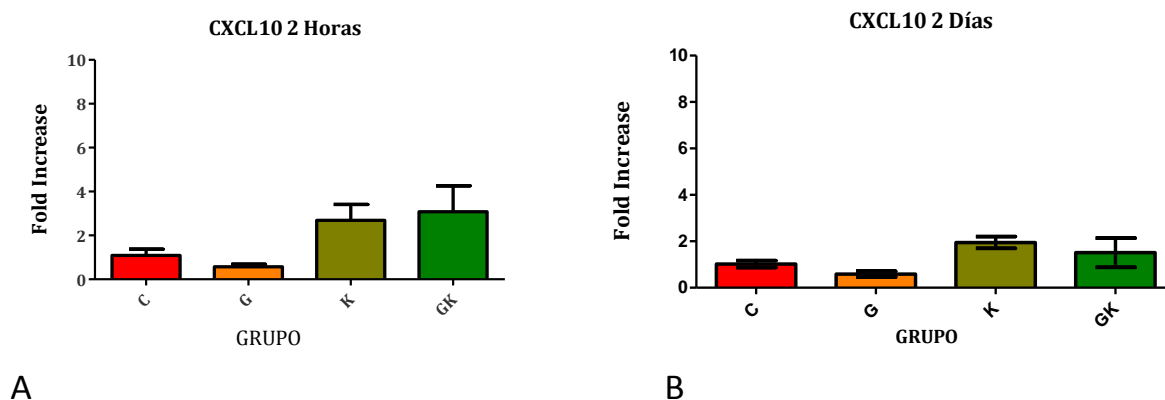 CXCL10 2 Horas
Fold Increase
10
8
6
4
2
0
C
G
K
GK
GRUPO
A
CXCL10 2 Días
Fold Increase
10
8
6
4
2
0
C
G
K
GK
GRUPO
B